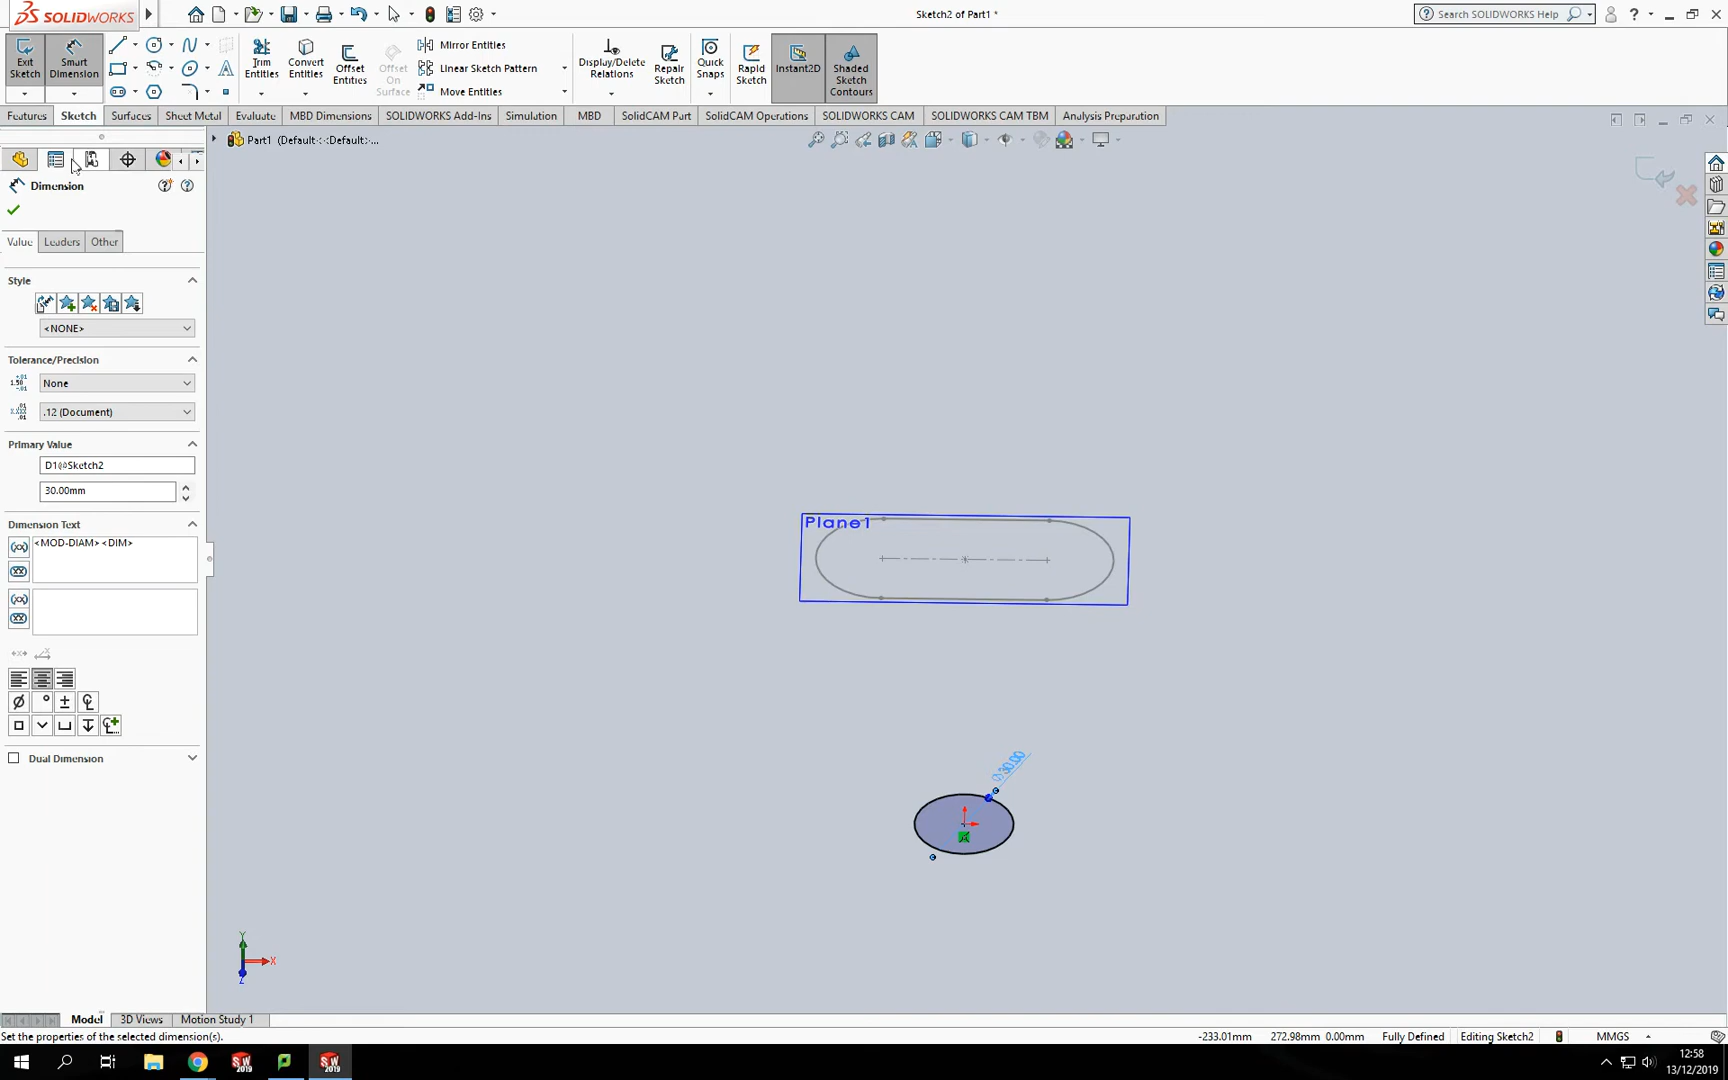 SOLIDWORKS
Sketch2 of Part1 *
Search SOLIDWORKS Help
Exit Sketch
Smart Dimension
Trim Entities
Convert Entities
Offset Entities
Offset On Surface
Mirror Entities
Linear Sketch Pattern
Move Entities
Display/Delete Relations
Repair Sketch
Quick Snaps
Rapid Sketch
Instant2D
Shaded Sketch Contours
Features Sketch Surfaces Sheet Metal Evaluate MBD Dimensions SOLIDWORKS Add-Ins Simulation MBD SolidCAM Part SolidCAM Operations SOLIDWORKS CAM SOLIDWORKS CAM TBM Analysis Preparation
Part1 (Default<<Default>...
Dimension
Value Leaders Other
Style
<NONE>
Tolerance/Precision
None
.12 (Document)
Primary Value
D1@Sketch2
30.00mm
Dimension Text
<MOD-DIAM><DIM>
Dual Dimension
Plane1
∅30.00
Y
X
Z
Model 3D Views Motion Study 1
Set the properties of the selected dimension(s).
-233.01mm 272.98mm 0.00mm Fully Defined Editing Sketch2 MMGS
SW 2019
SW 2019
12:58
13/12/2019